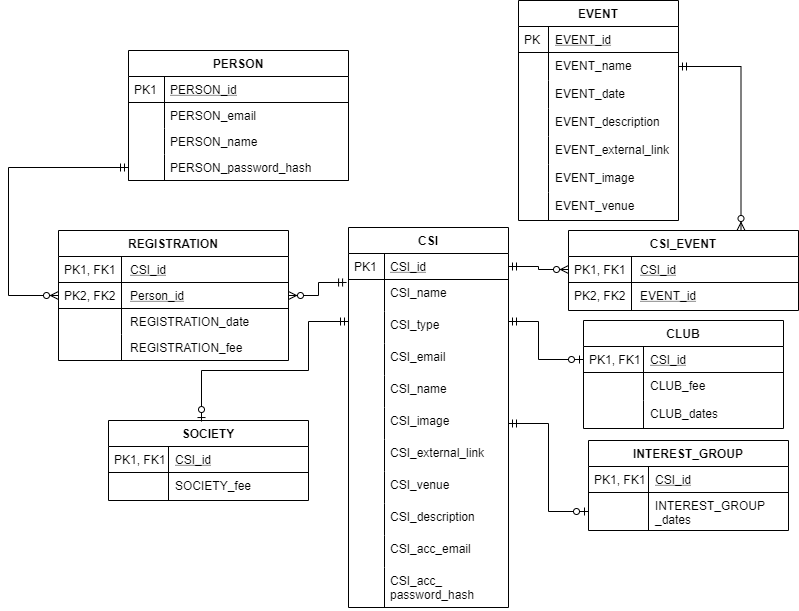 EVENT
PK EVENT_id
EVENT_name
EVENT_date
EVENT_description
EVENT_external_link
EVENT_image
EVENT_venue
PERSON
PK1 PERSON_id
PERSON_email
PERSON_name
PERSON_password_hash
REGISTRATION
PK1, FK1 CSI_id
PK2, FK2 Person_id
REGISTRATION_date
REGISTRATION_fee
CSI
PK1 CSI_id
CSI_name
CSI_type
CSI_email
CSI_name
CSI_image
CSI_external_link
CSI_venue
CSI_description
CSI_acc_email
CSI_acc_
password_hash
CSI_EVENT
PK1, FK1 CSI_id
PK2, FK2 EVENT_id
CLUB
PK1, FK1 CSI_id
CLUB_fee
CLUB_dates
SOCIETY
PK1, FK1 CSI_id
SOCIETY_fee
INTEREST_GROUP
PK1, FK1 CSI_id
INTEREST_GROUP
_dates